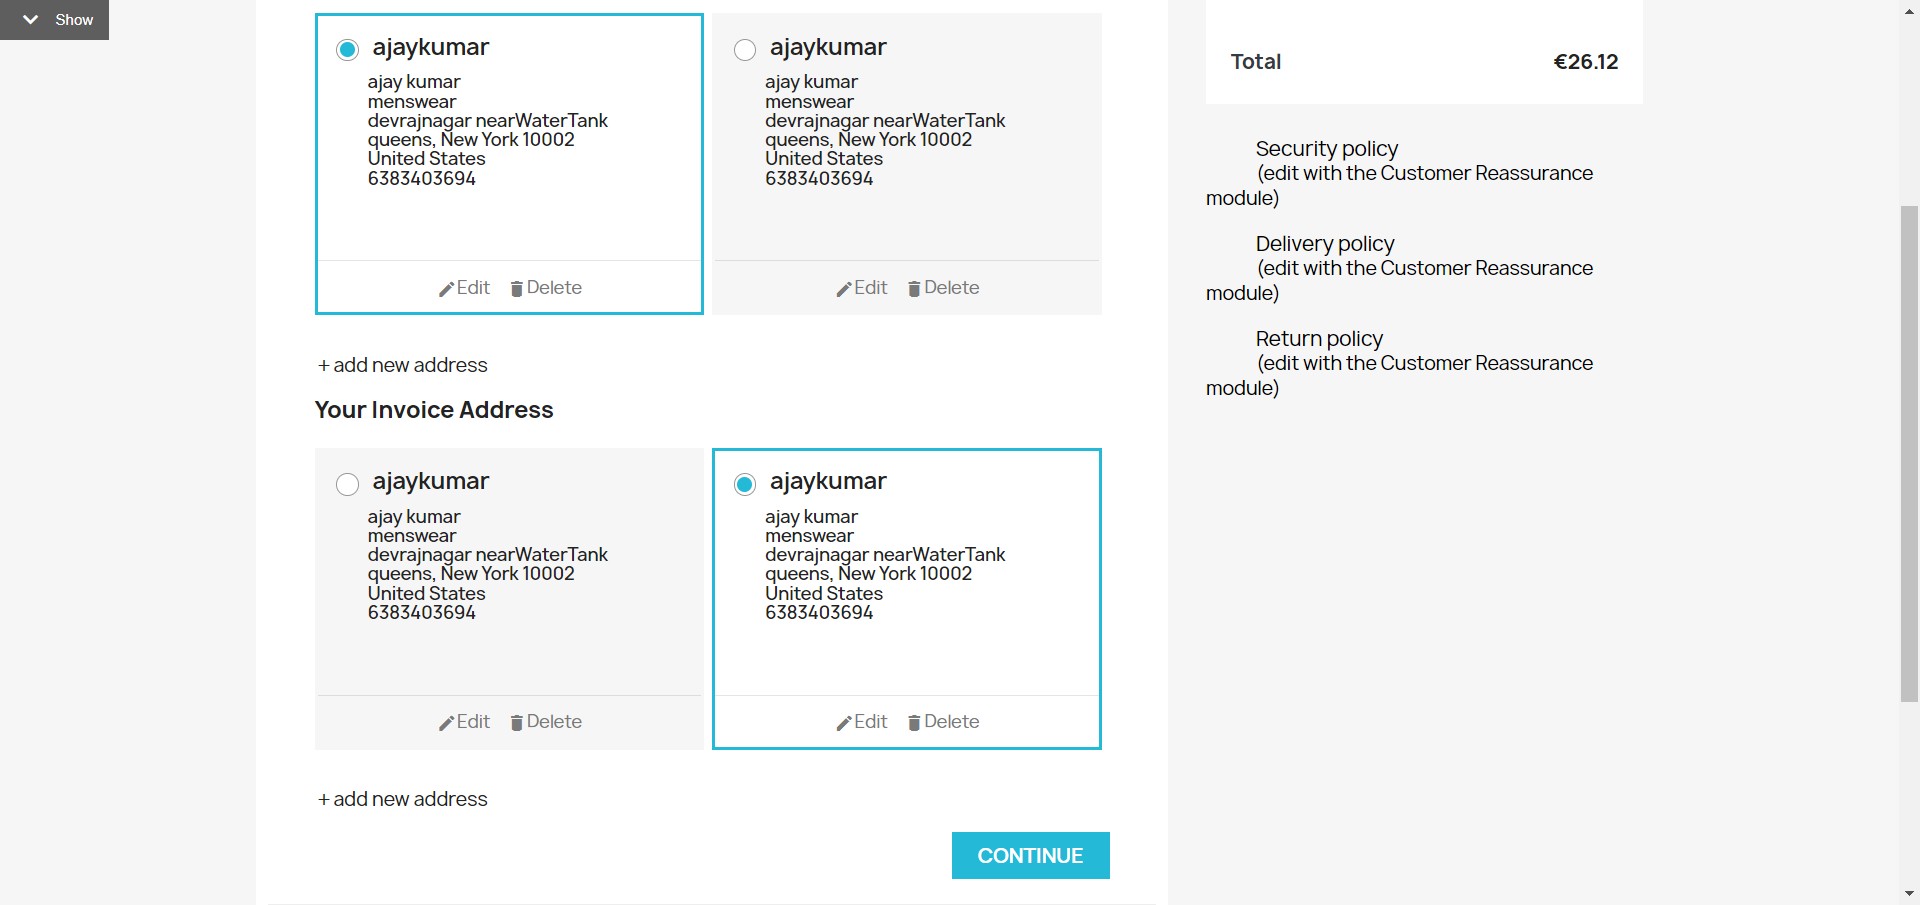 Show
ajaykumar
ajay kumar
menswear
devrajnagar nearWaterTank
queens, New York 10002
United States
6383403694
Edit Delete
ajaykumar
ajay kumar
menswear
devrajnagar nearWaterTank
queens, New York 10002
United States
6383403694
Edit Delete
+ add new address
Your Invoice Address
ajaykumar
ajay kumar
menswear
devrajnagar nearWaterTank
queens, New York 10002
United States
6383403694
Edit Delete
ajaykumar
ajay kumar
menswear
devrajnagar nearWaterTank
queens, New York 10002
United States
6383403694
Edit Delete
+ add new address
CONTINUE
Total €26.12
Security policy
(edit with the Customer Reassurance
module)
Delivery policy
(edit with the Customer Reassurance
module)
Return policy
(edit with the Customer Reassurance
module)